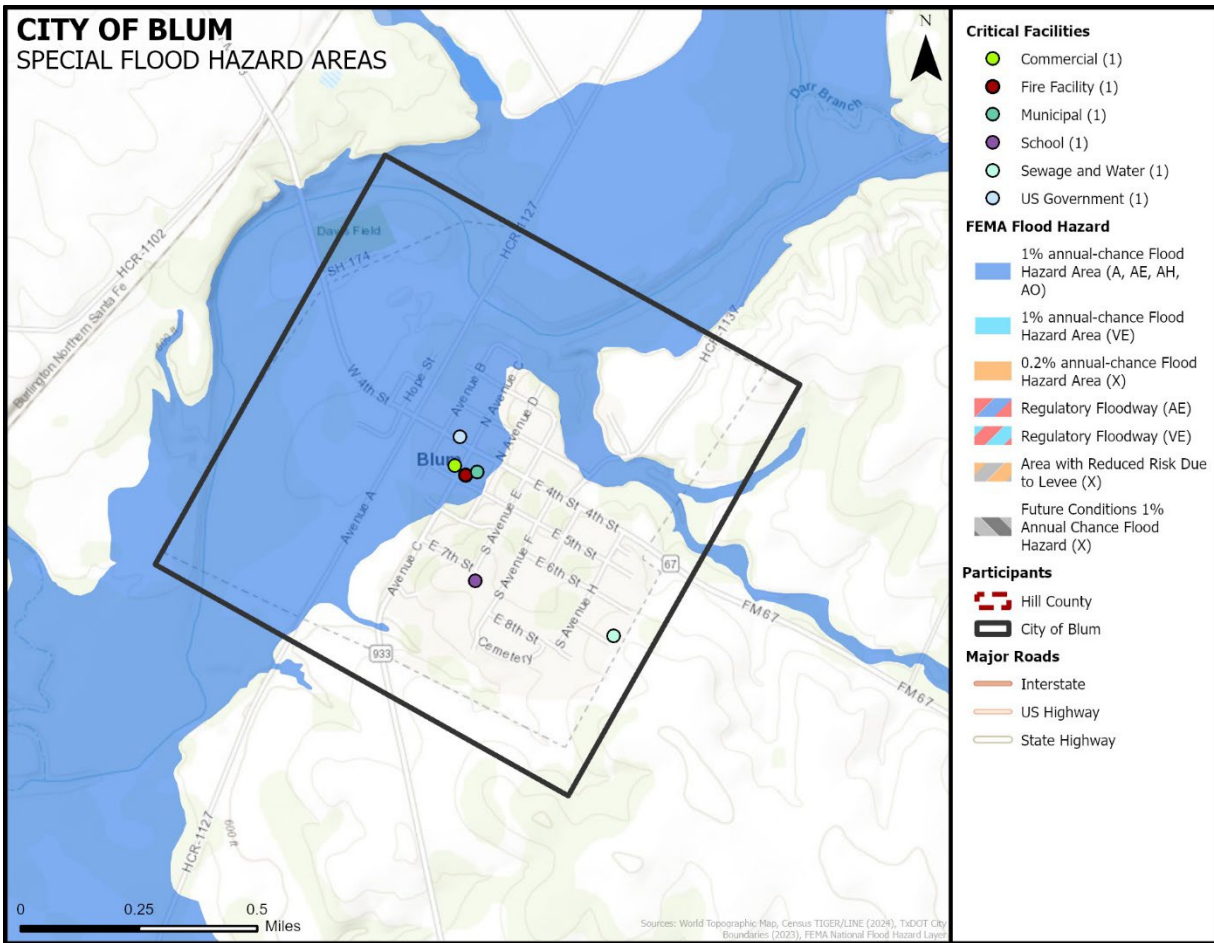 CITY OF BLUM
SPECIAL FLOOD HAZARD AREAS
N
Darr Branch
HCR-1102
HCR-1127
Davis Field
SH 174
Burlington Northern Santa Fe
600 ft
HCR-1137
Hope St
W 4th St
Avenue B
N Avenue C
N Avenue D
Blum
Avenue A
S Avenue E
E 4th St
4th St
E 5th St
E 7th St
Avenue C
S Avenue F
E 6th St
S Avenue H
67
FM 67
E 8th St
Cemetery
933
FM 67
HCR-1127
600 ft
0 0.25 0.5
Miles
Sources: World Topographic Map, Census TIGER/LINE (2024), TxDOT City
Boundaries (2023), FEMA National Flood Hazard Layer
Critical Facilities
Commercial (1)
Fire Facility (1)
Municipal (1)
School (1)
Sewage and Water (1)
US Government (1)
FEMA Flood Hazard
1% annual-chance Flood
Hazard Area (A, AE, AH,
AO)
1% annual-chance Flood
Hazard Area (VE)
0.2% annual-chance Flood
Hazard Area (X)
Regulatory Floodway (AE)
Regulatory Floodway (VE)
Area with Reduced Risk Due
to Levee (X)
Future Conditions 1%
Annual Chance Flood
Hazard (X)
Participants
Hill County
City of Blum
Major Roads
Interstate
US Highway
State Highway